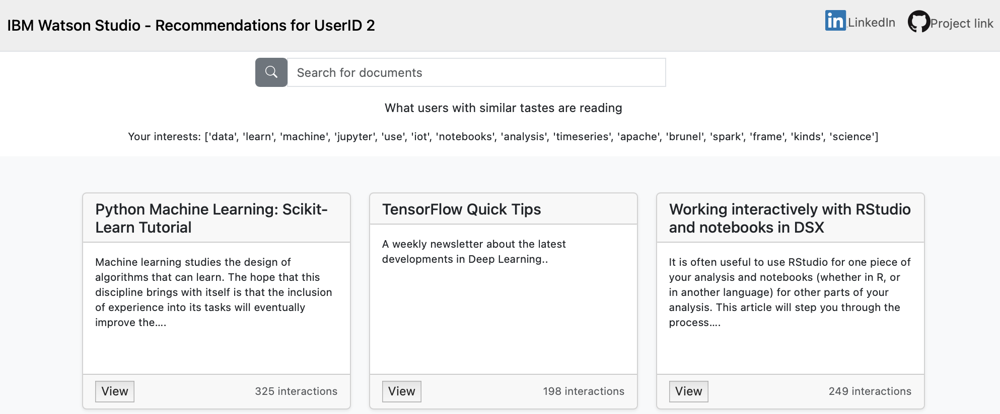 IBM Watson Studio - Recommendations for UserID 2
in LinkedIn
Project link
Search for documents
What users with similar tastes are reading
Your interests: ['data', 'learn', 'machine', 'jupyter', 'use', 'iot', 'notebooks', 'analysis', 'timeseries', 'apache', 'brunel', 'spark', 'frame', 'kinds', 'science']
Python Machine Learning: Scikit-
Learn Tutorial
Machine learning studies the design of
algorithms that can learn. The hope that this
discipline brings with itself is that the inclusion
of experience into its tasks will eventually
improve the....
View
325 interactions
TensorFlow Quick Tips
A weekly newsletter about the latest
developments in Deep Learning..
View
198 interactions
Working interactively with RStudio
and notebooks in DSX
It is often useful to use RStudio for one piece of
your analysis and notebooks (whether in R, or
in another language) for other parts of your
analysis. This article will step you through the
process....
View
249 interactions